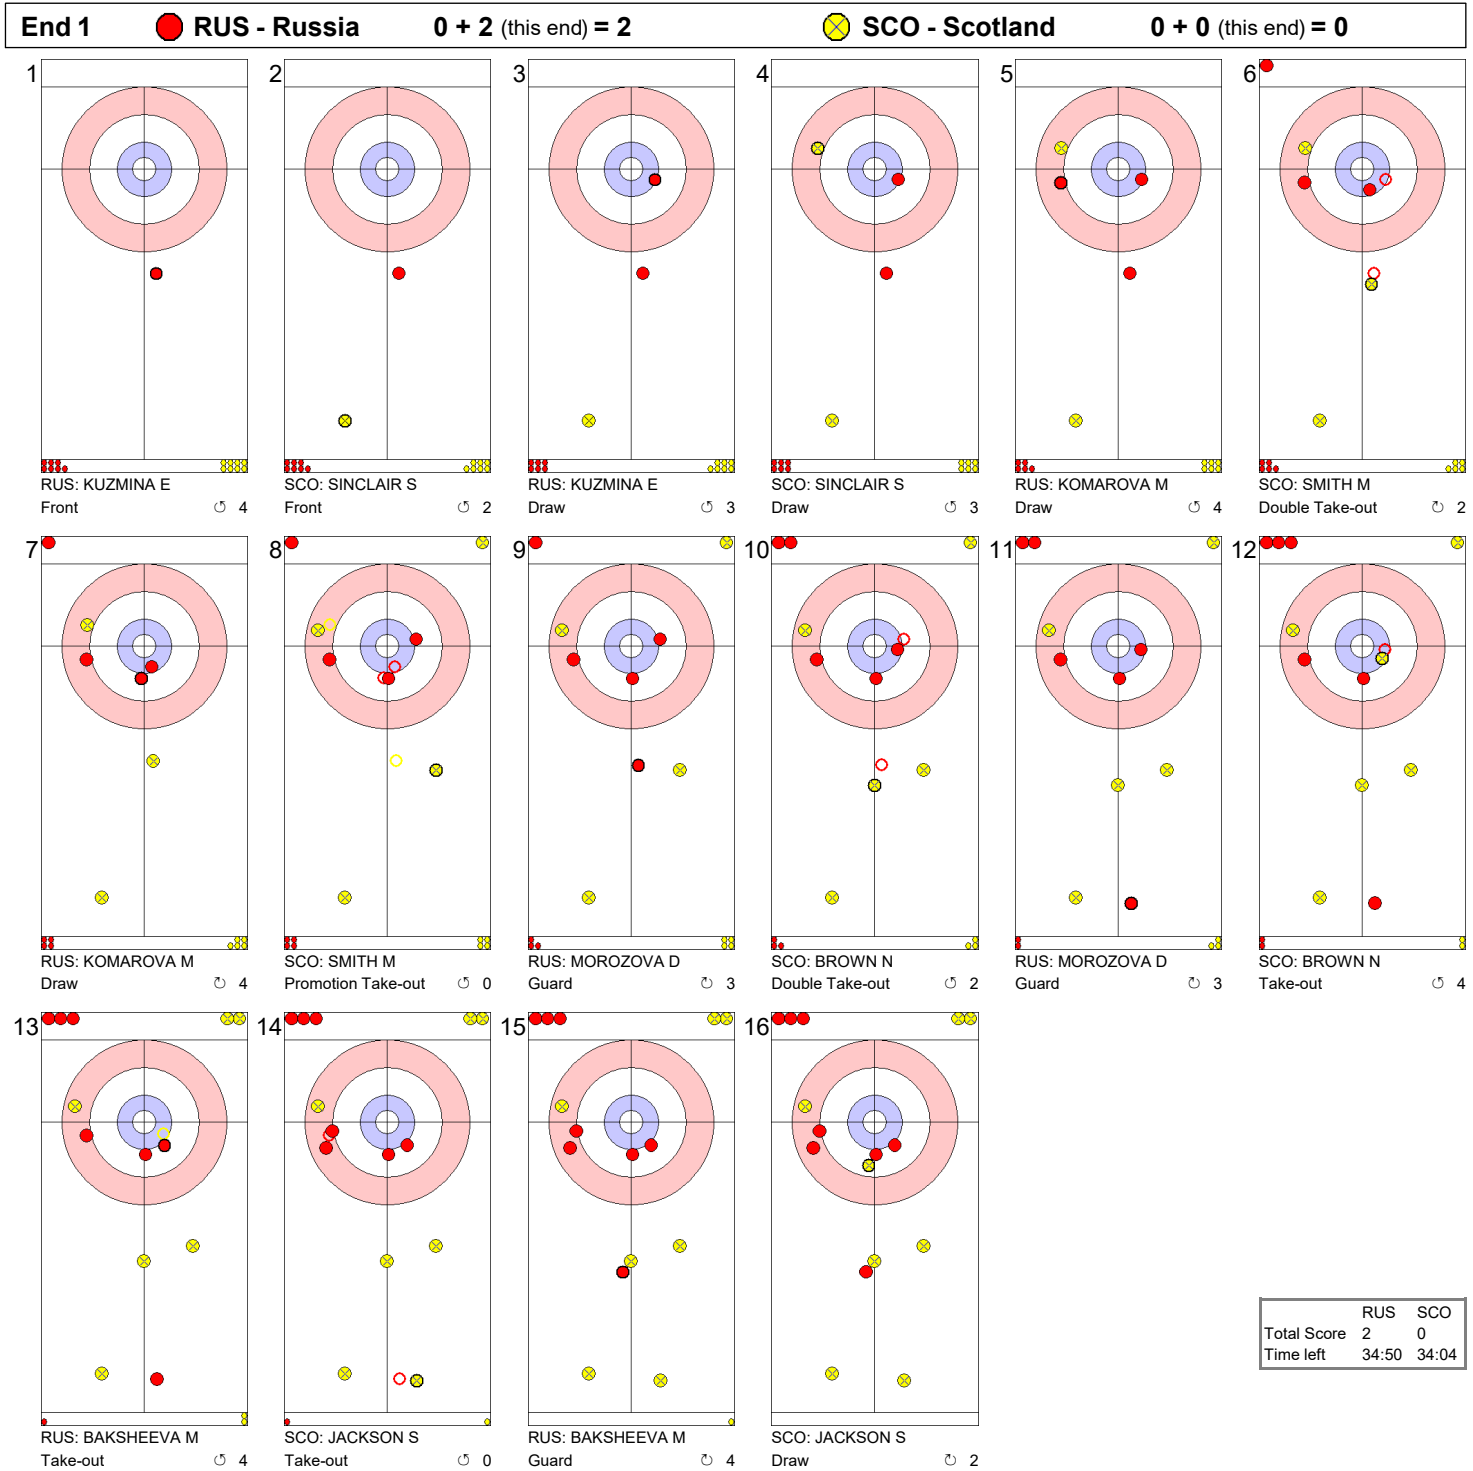 End 1 RUS - Russia 0 + 2 (this end) = 2 SCO - Scotland 0 + 0 (this end) = 0
1 2 3 4 5 6
RUS: KUZMINA E SCO: SINCLAIR S RUS: KUZMINA E SCO: SINCLAIR S RUS: KOMAROVA M SCO: SMITH M
Front ↺ 4 Front ↺ 2 Draw ↺ 3 Draw ↺ 3 Draw ↺ 4 Double Take-out ↻ 2
7 8 9 10 11 12
RUS: KOMAROVA M SCO: SMITH M RUS: MOROZOVA D SCO: BROWN N RUS: MOROZOVA D SCO: BROWN N
Draw ↻ 4 Promotion Take-out ↺ 0 Guard ↻ 3 Double Take-out ↺ 2 Guard ↻ 3 Take-out ↺ 4
13 14 15 16
RUS SCO
Total Score 2 0
Time left 34:50 34:04
RUS: BAKSHEEVA M SCO: JACKSON S RUS: BAKSHEEVA M SCO: JACKSON S
Take-out ↺ 4 Take-out ↺ 0 Guard ↻ 4 Draw ↻ 2